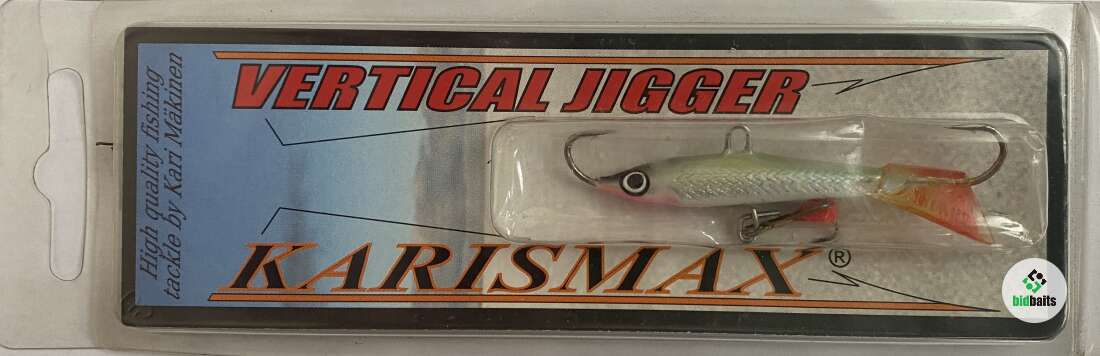 High quality fishing
tackle by Kari Mäkinen
VERTICAL JIGGER
KARISMAX®
bidbaits